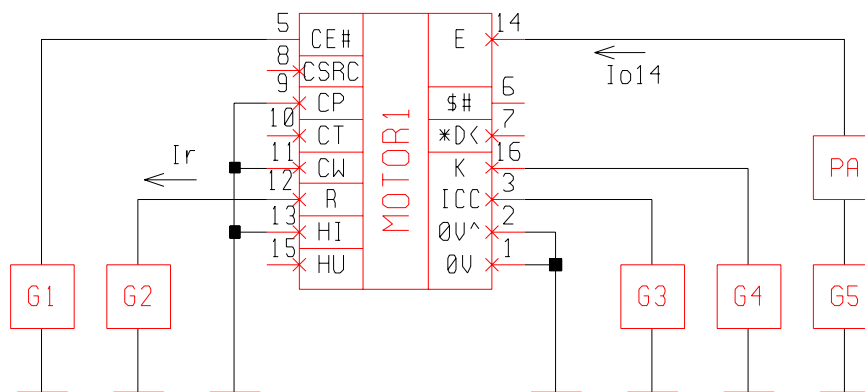 5
CE#
E
14
8
CSRC
Io14
9
CP
$#
6
10
CT
*D<
7
11
CW
K
16
Ir
12
R
ICC
3
13
HI
0V^
2
15
HU
0V
1
MOTOR1
PA
G1
G2
G3
G4
G5